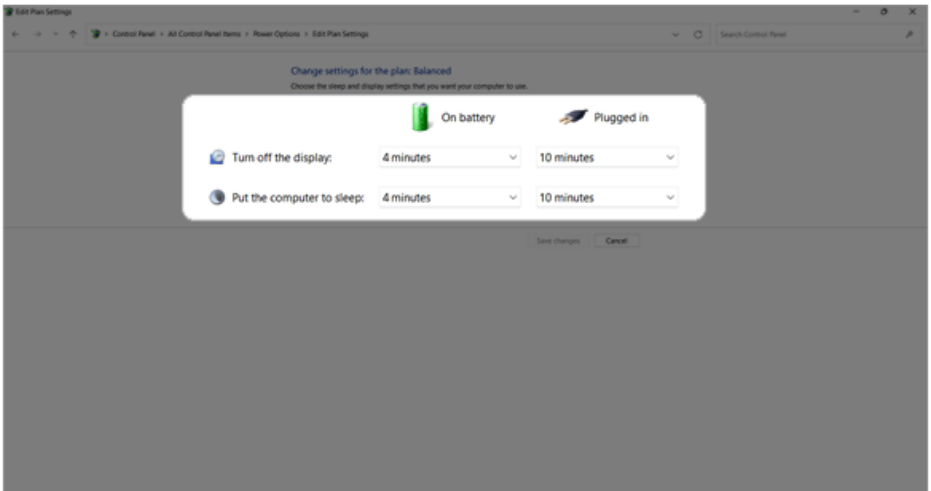 Edit Plan Settings
Control Panel › All Control Panel Items › Power Options › Edit Plan Settings
Search Control Panel
Change settings for the plan: Balanced
Choose the sleep and display settings that you want your computer to use.
On battery Plugged in
Turn off the display: 4 minutes 10 minutes
Put the computer to sleep: 4 minutes 10 minutes
Save changes Cancel